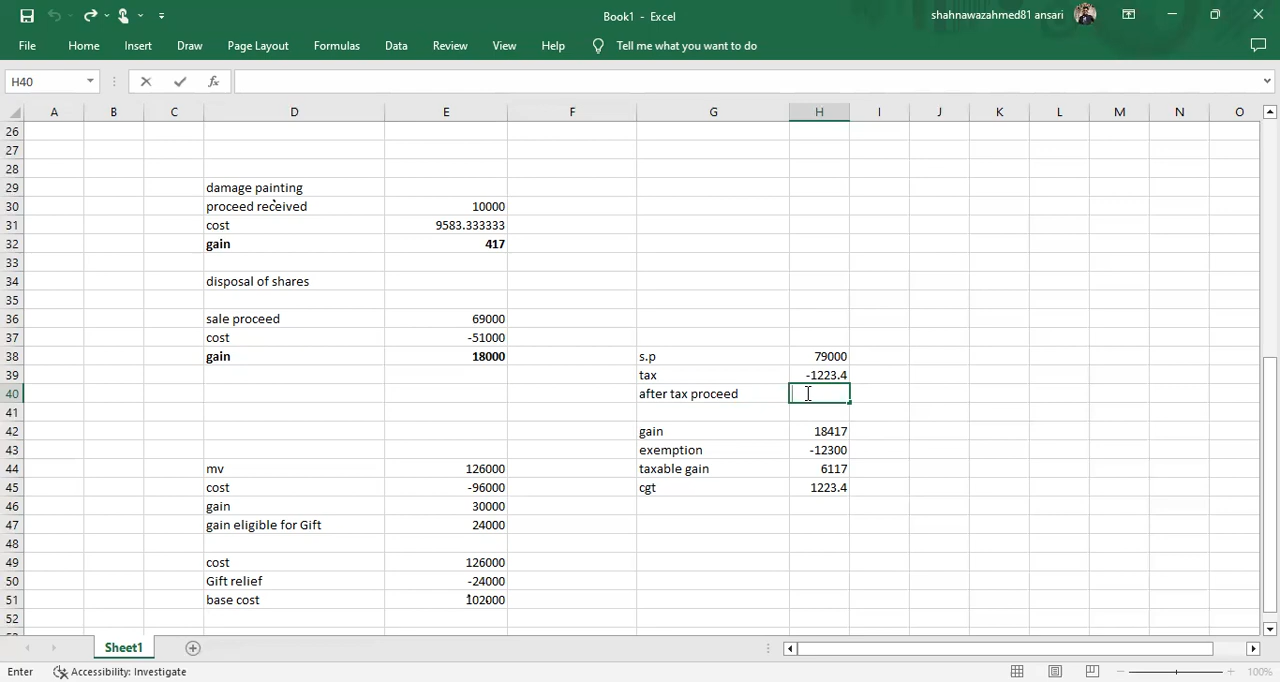 Book1 - Excel
shahnawazahmed81 ansari
File Home Insert Draw Page Layout Formulas Data Review View Help Tell me what you want to do
H40 fx
A B C D E F G H I J K L M N O
26
27
28
29 damage painting
30 proceed received 10000
31 cost 9583.333333
32 gain 417
33
34 disposal of shares
35
36 sale proceed 69000
37 cost -51000
38 gain 18000 s.p 79000
39 tax -1223.4
40 after tax proceed
41
42 gain 18417
43 exemption -12300
44 mv 126000 taxable gain 6117
45 cost -96000 cgt 1223.4
46 gain 30000
47 gain eligible for Gift 24000
48
49 cost 126000
50 Gift relief -24000
51 base cost 102000
52
Sheet1
Enter Accessibility: Investigate 100%